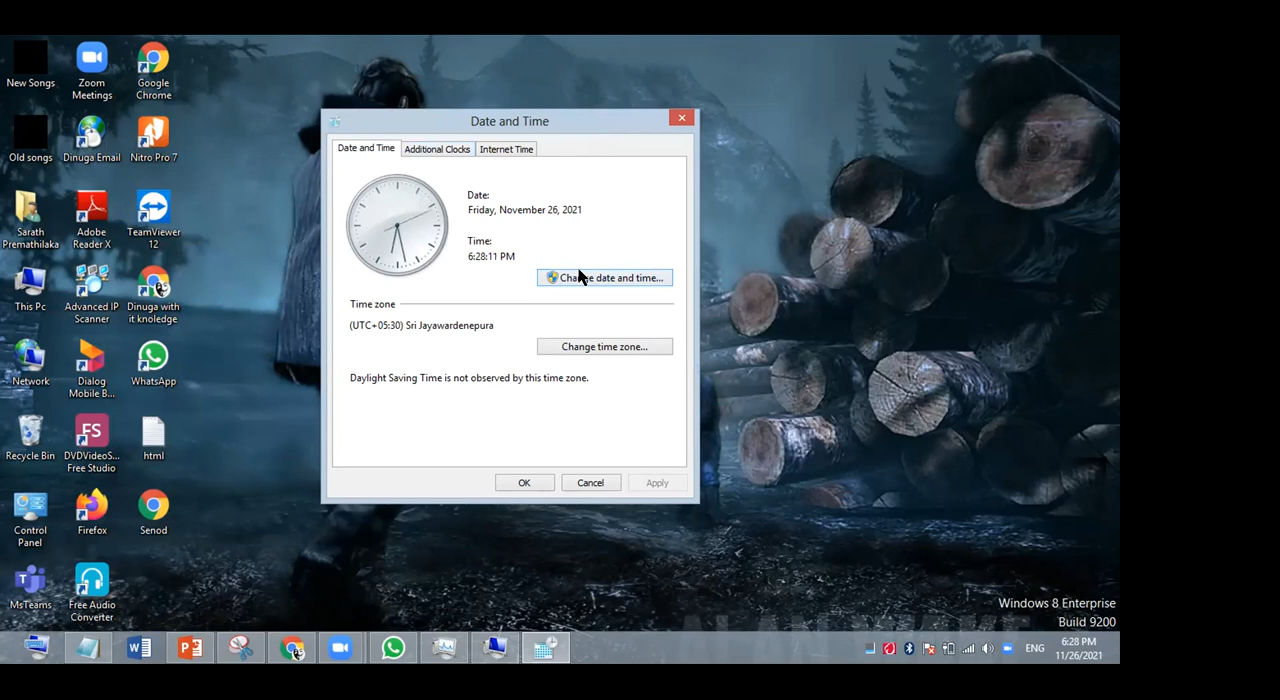 New Songs
Zoom
Meetings
Google
Chrome
Old songs
Dinuga Email
Nitro Pro 7
Sarath
Premathilaka
Adobe
Reader X
TeamViewer
12
This Pc
Advanced IP
Scanner
Dinuga with
it knoledge
Network
Dialog
Mobile B...
WhatsApp
Recycle Bin
FS
DVDVideoS...
Free Studio
html
Control
Panel
Firefox
Senod
MsTeams
Free Audio
Converter
Date and Time
Date and Time
Additional Clocks
Internet Time
Date:
Friday, November 26, 2021
Time:
6:28:11 PM
Change date and time...
Time zone
(UTC+05:30) Sri Jayawardenepura
Change time zone...
Daylight Saving Time is not observed by this time zone.
OK
Cancel
Apply
Windows 8 Enterprise
Build 9200
ENG
6:28 PM
11/26/2021